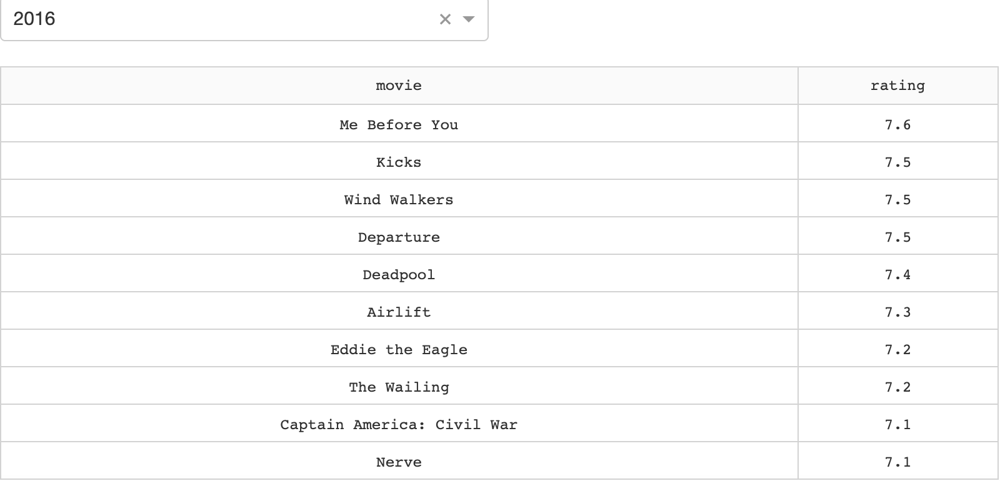 2016
movie rating
Me Before You 7.6
Kicks 7.5
Wind Walkers 7.5
Departure 7.5
Deadpool 7.4
Airlift 7.3
Eddie the Eagle 7.2
The Wailing 7.2
Captain America: Civil War 7.1
Nerve 7.1